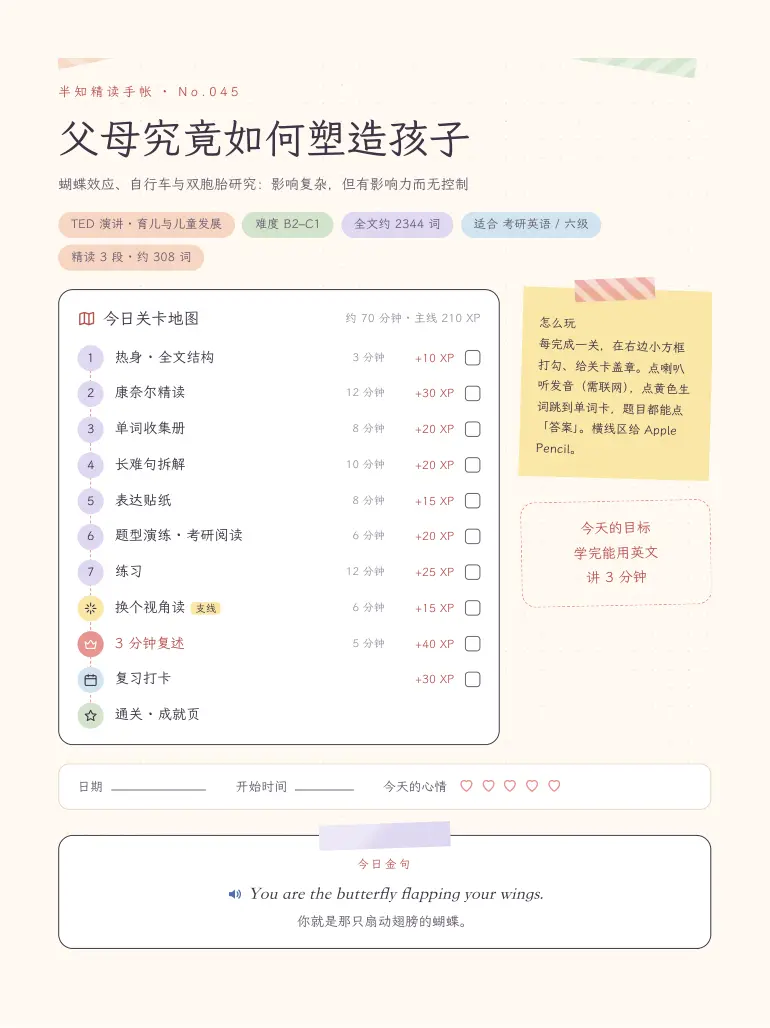 半知精读手帐 · No.045
父母究竟如何塑造孩子
蝴蝶效应、自行车与双胞胎研究：影响复杂，但有影响力而无控制
TED 演讲 · 育儿与儿童发展
难度 B2–C1
全文约 2344 词
适合 考研英语 / 六级
精读 3 段 · 约 308 词
今日关卡地图
约 70 分钟 · 主线 210 XP
1 热身 · 全文结构 3 分钟 +10 XP
2 康奈尔精读 12 分钟 +30 XP
3 单词收集册 8 分钟 +20 XP
4 长难句拆解 10 分钟 +20 XP
5 表达贴纸 8 分钟 +15 XP
6 题型演练 · 考研阅读 6 分钟 +20 XP
7 练习 12 分钟 +25 XP
换个视角读 支线 6 分钟 +15 XP
3 分钟复述 5 分钟 +40 XP
复习打卡 +30 XP
通关 · 成就页
怎么玩
每完成一关，在右边小方框
打勾、给关卡盖章。点喇叭
听发音（需联网），点黄色生
词跳到单词卡，题目都能点
「答案」。横线区给 Apple
Pencil。
今天的目标
学完能用英文
讲 3 分钟
日期
开始时间
今天的心情
今日金句
You are the butterfly flapping your wings.
你就是那只扇动翅膀的蝴蝶。